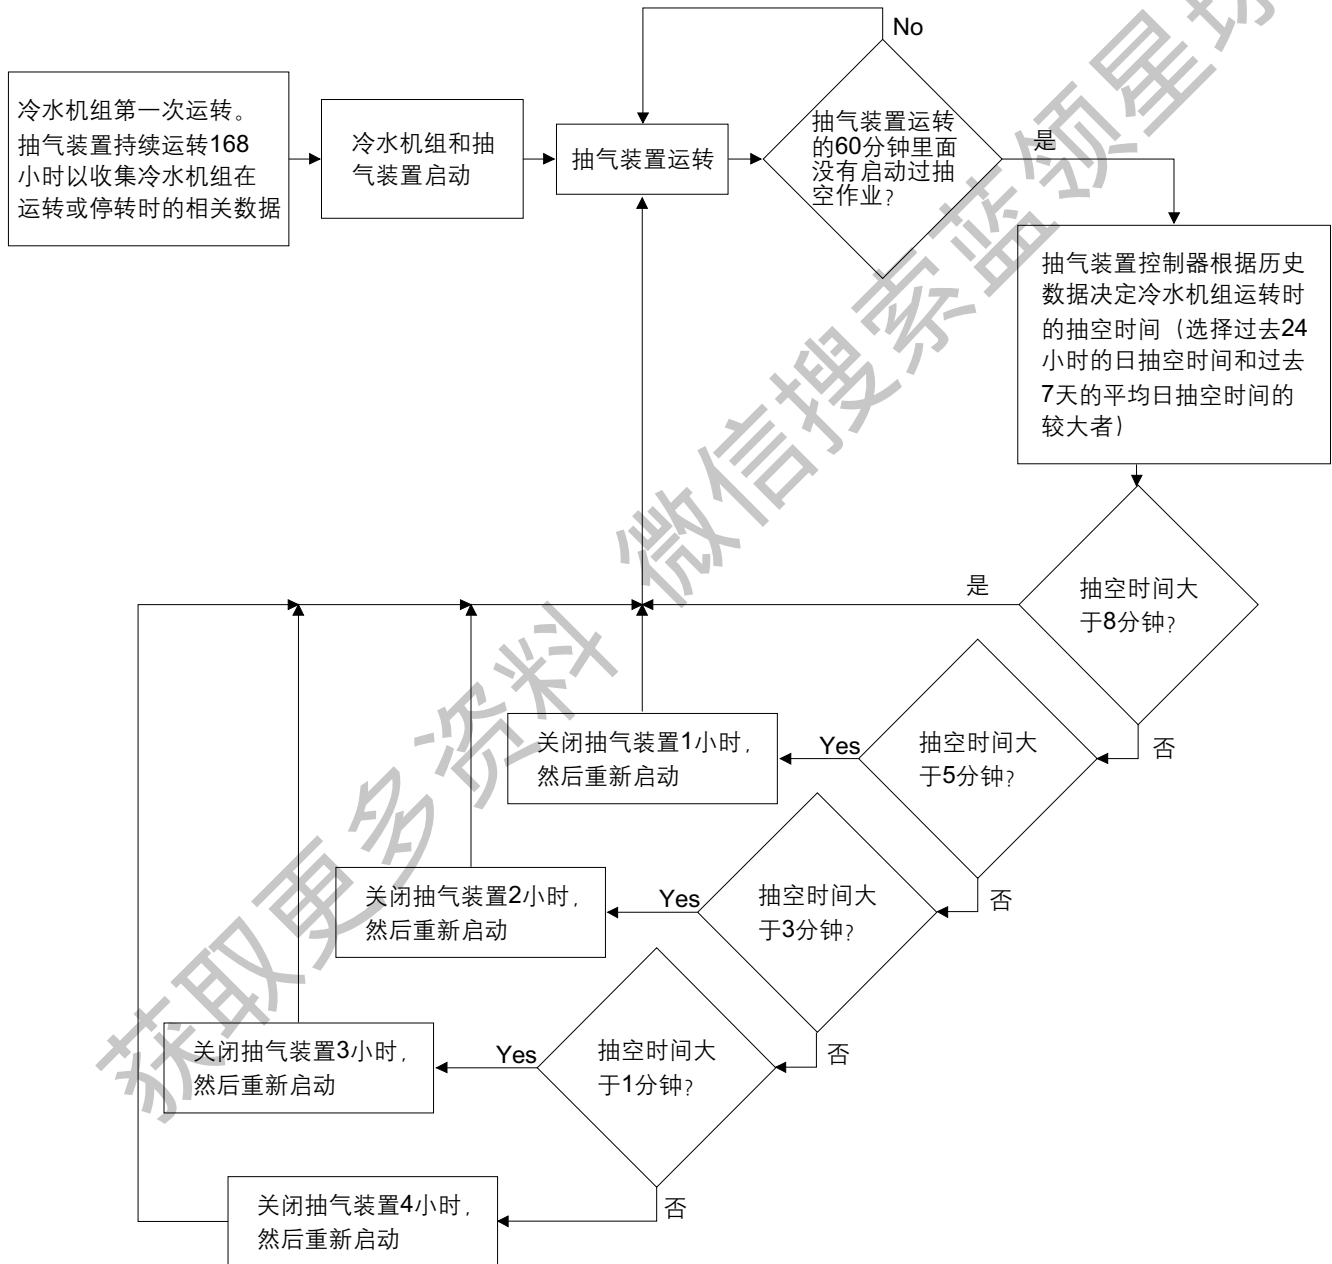 No
冷水机组第一次运转。
抽气装置持续运转168
小时以收集冷水机组在
运转或停转时的相关数据
冷水机组和抽
气装置启动
抽气装置运转
抽气装置运转
的60分钟里面
没有启动过抽
空作业？
是
抽气装置控制器根据历史
数据决定冷水机组运转时
的抽空时间（选择过去24
小时的日抽空时间和过去
7天的平均日抽空时间的
较大者）
抽空时间大
于8分钟？
是
否
抽空时间大
于5分钟？
Yes
关闭抽气装置1小时，
然后重新启动
否
抽空时间大
于3分钟？
Yes
关闭抽气装置2小时，
然后重新启动
否
抽空时间大
于1分钟？
Yes
关闭抽气装置3小时，
然后重新启动
否
关闭抽气装置4小时，
然后重新启动
获取更多资料 微信搜索蓝领星球